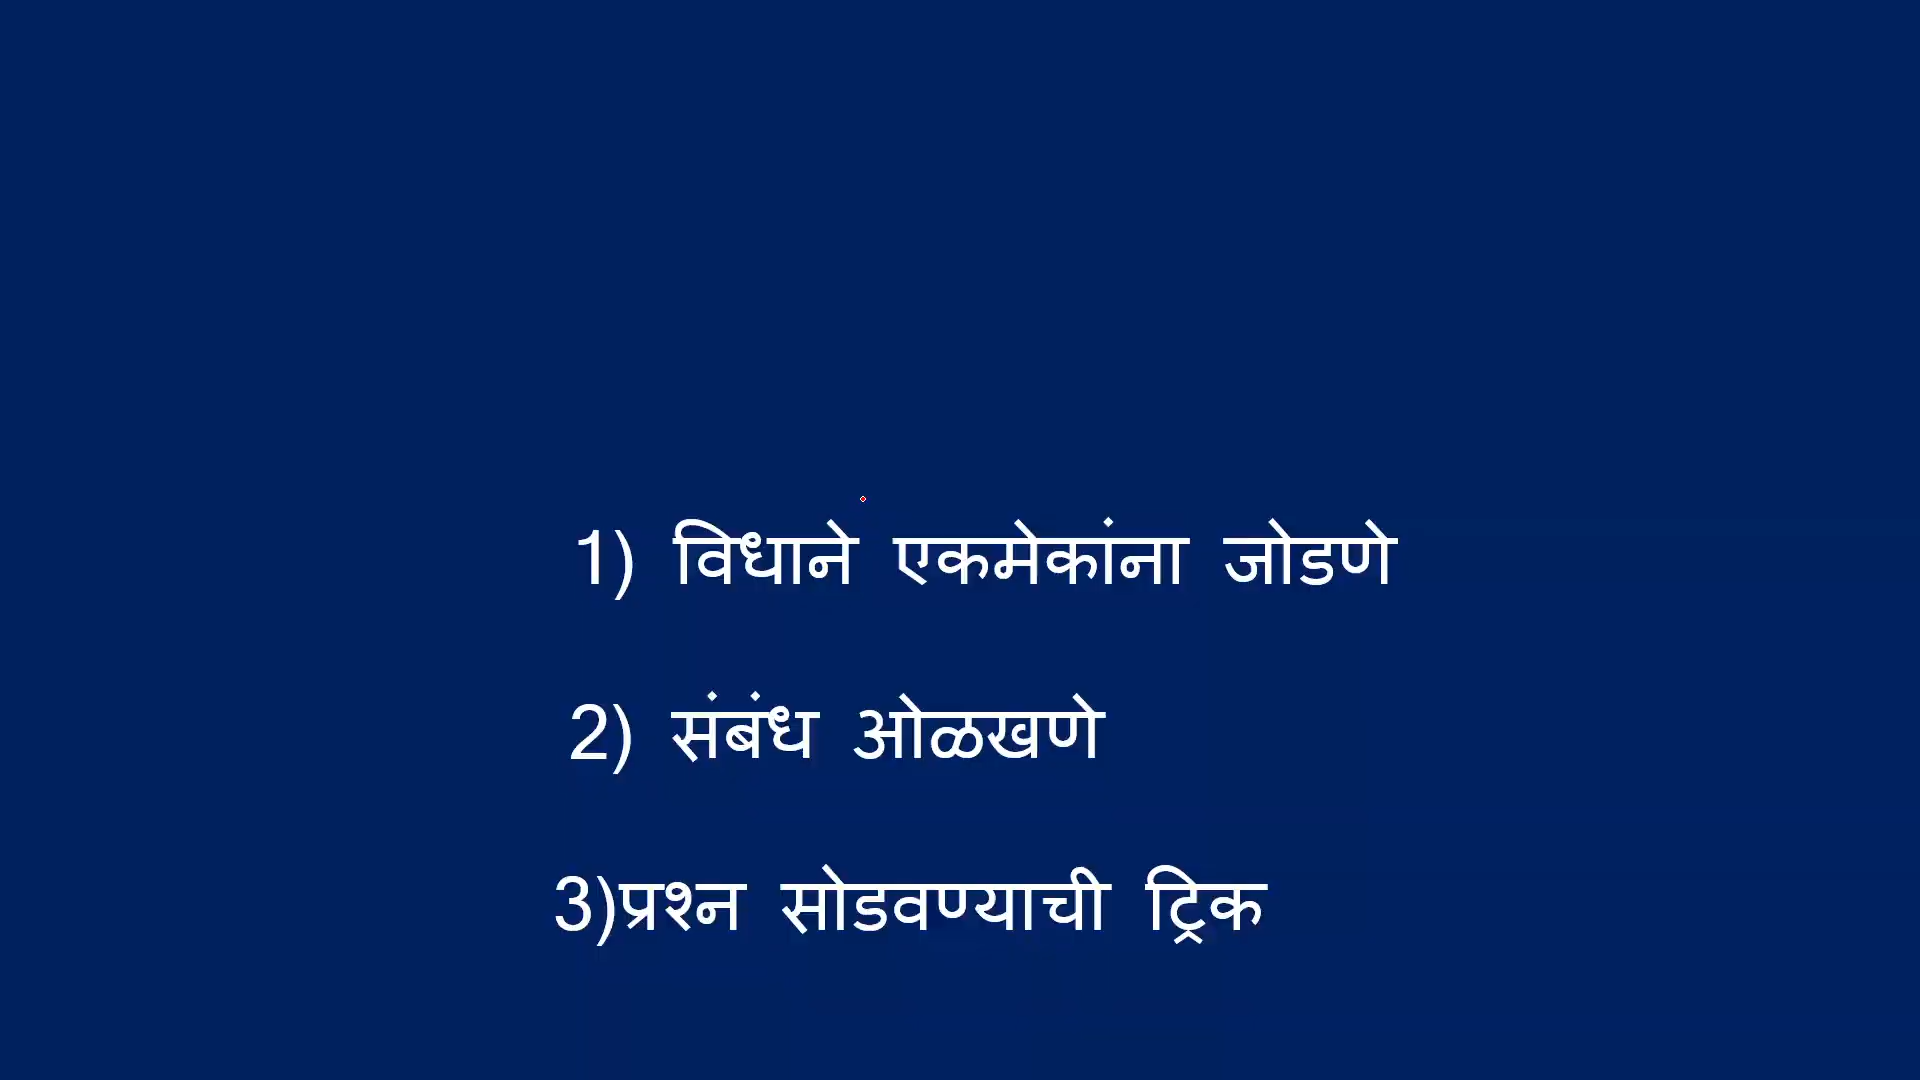 1) विधाने एकमेकांना जोडणे
2) संबंध ओळखणे
3)प्रश्न सोडवण्याची ट्रिक